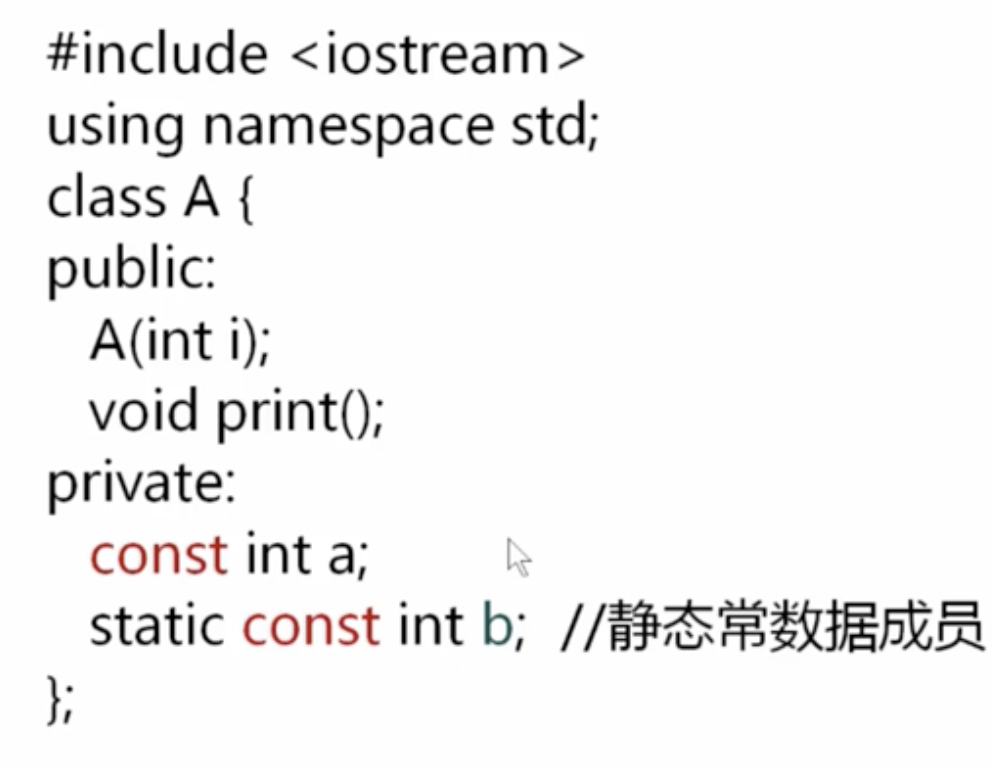 #include <iostream>
using namespace std;
class A {
public:
A(int i);
void print();
private:
const int a;
static const int b; //静态常数据成员
};